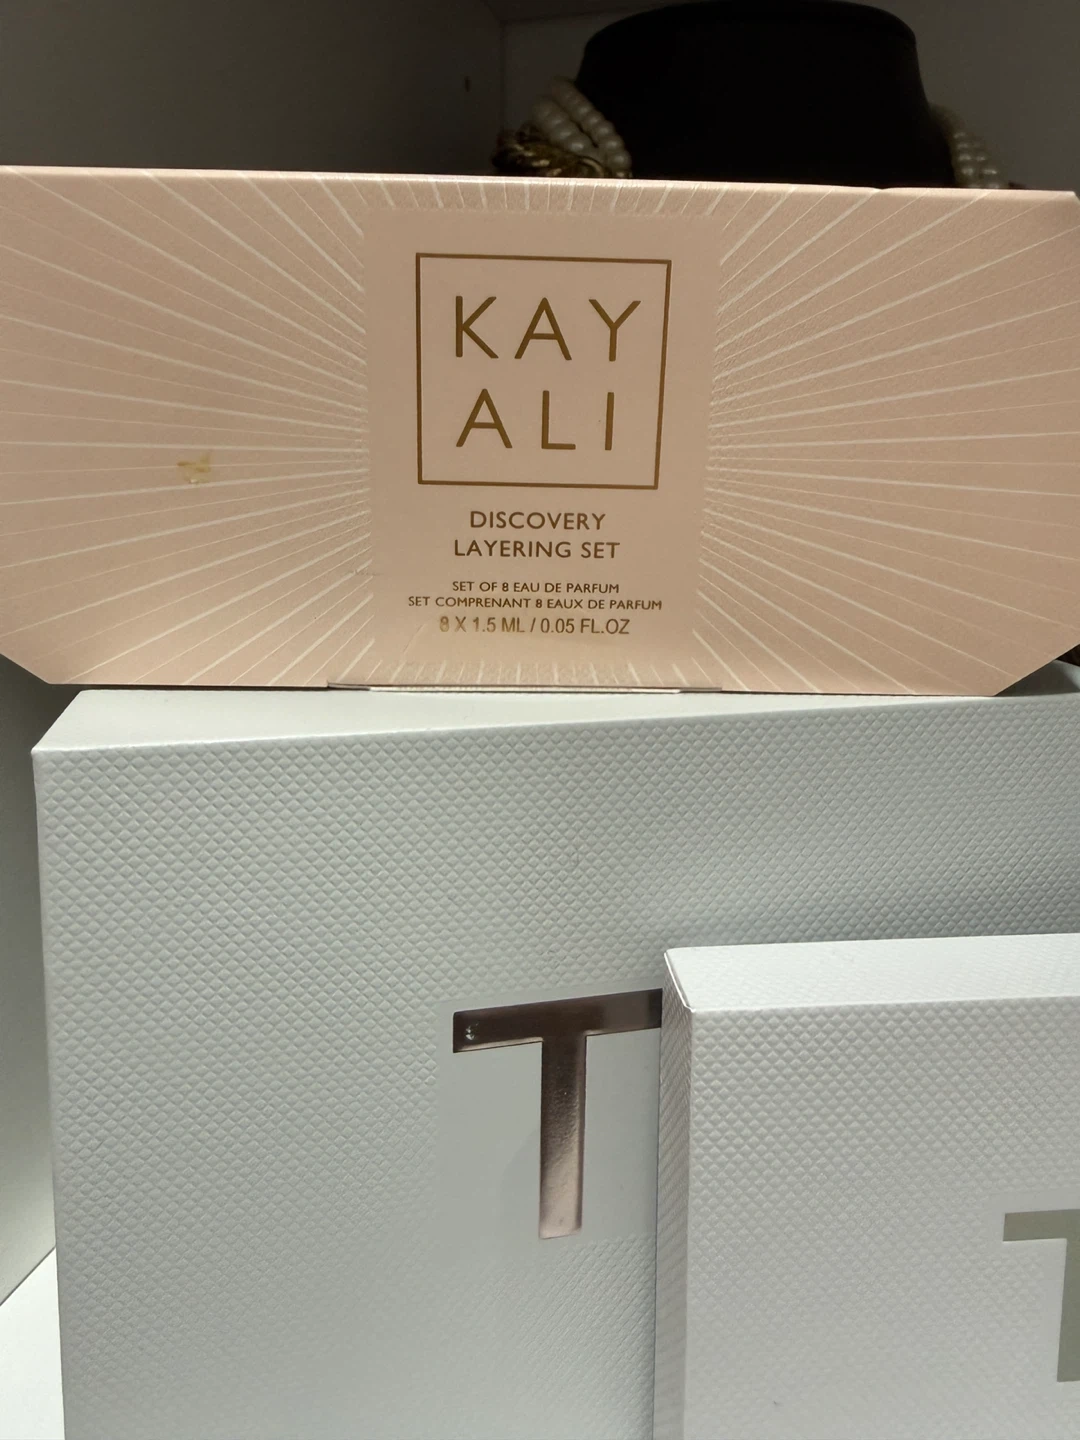 KAY
ALI
DISCOVERY
LAYERING SET
SET OF 8 EAU DE PARFUM
SET COMPRENANT 8 EAUX DE PARFUM
8 X 1.5 ML / 0.05 FL.OZ
T
T